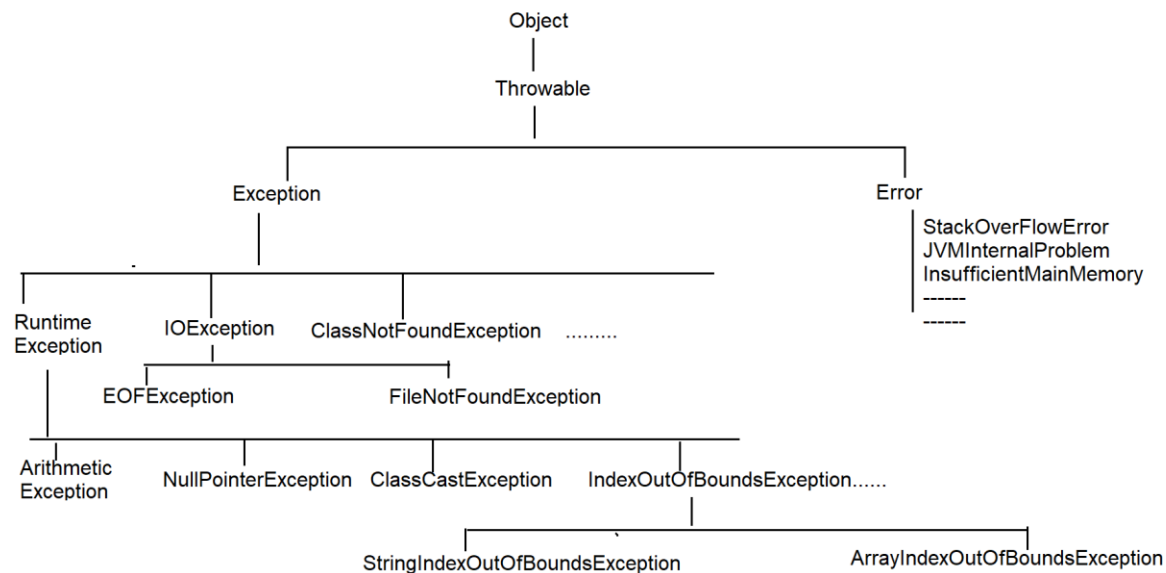 Object
Throwable
Exception
Error
StackOverFlowError
JVMInternalProblem
InsufficientMainMemory
------
------
Runtime
Exception
IOException
ClassNotFoundException
.........
EOFException
FileNotFoundException
Arithmetic
Exception
NullPointerException
ClassCastException
IndexOutOfBoundsException......
StringIndexOutOfBoundsException
ArrayIndexOutOfBoundsException